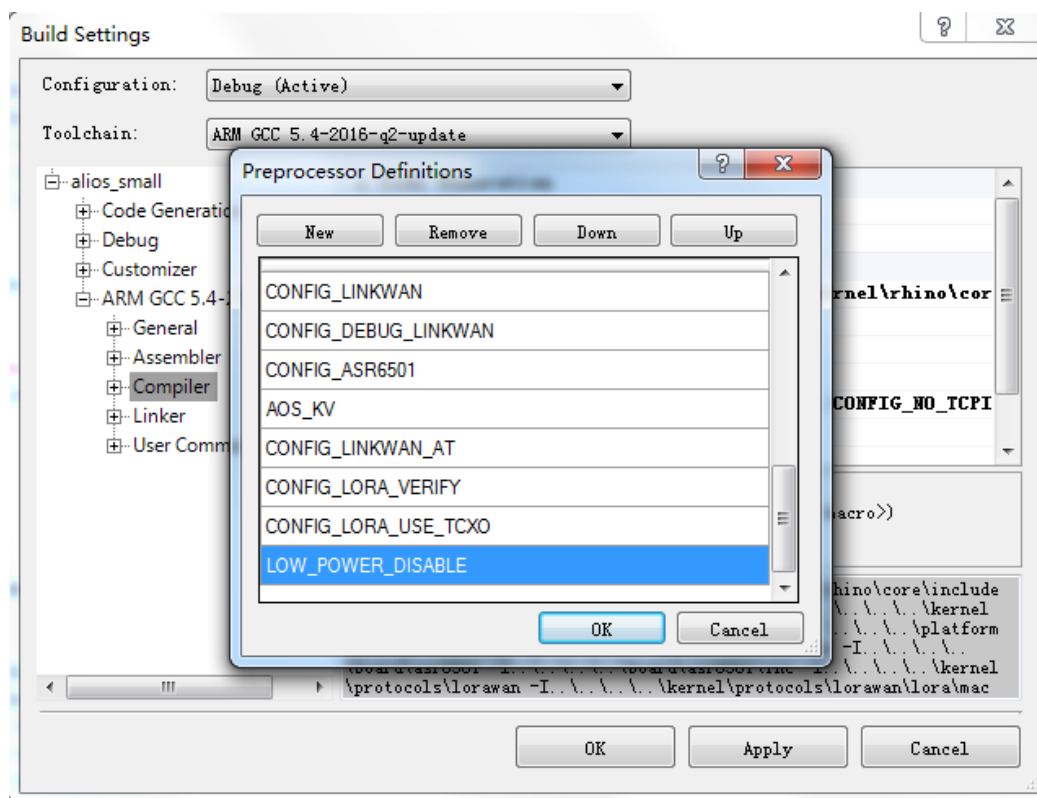 Build Settings
Configuration: Debug (Active)
Toolchain: ARM GCC 5.4-2016-q2-update
Preprocessor Definitions
alios_small
Code Generatio
Debug
Customizer
ARM GCC 5.4-
General
Assembler
Compiler
Linker
User Comm
New Remove Down Up
CONFIG_LINKWAN
CONFIG_DEBUG_LINKWAN
CONFIG_ASR6501
AOS_KV
CONFIG_LINKWAN_AT
CONFIG_LORA_VERIFY
CONFIG_LORA_USE_TCXO
LOW_POWER_DISABLE
OK Cancel
rnel\rhino\cor
CONFIG_NO_TCPI
macro>)
hino\core\include
\..\..\..\kernel
..\..\..\platform
-I..\..\..\..
\protocols\lorawan -I..\..\..\..\kernel\protocols\lorawan\lora\mac
OK Apply Cancel